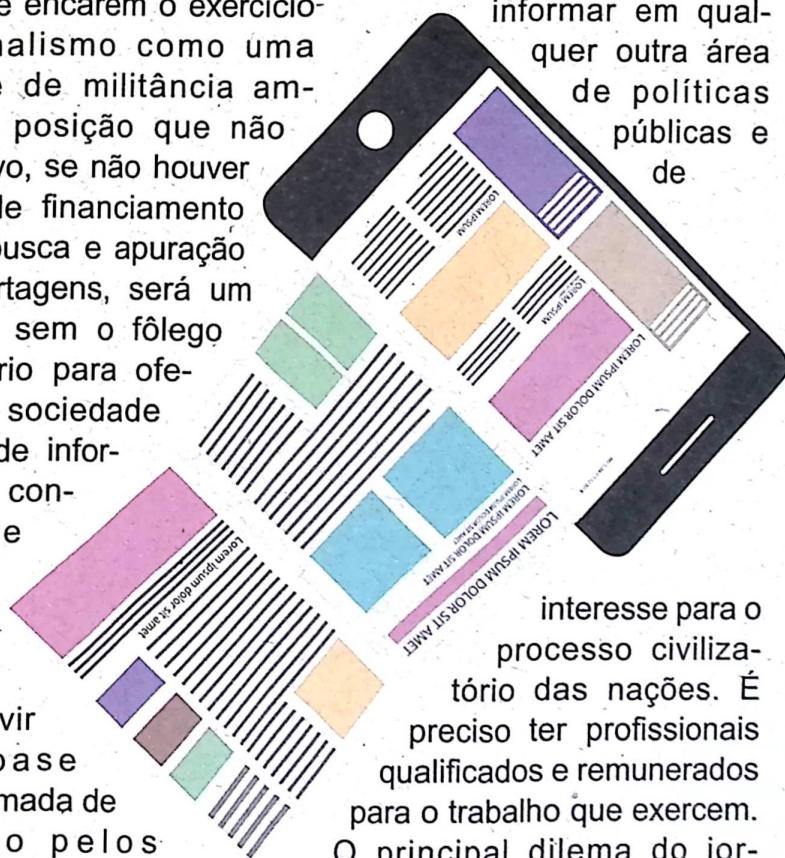 encarem o exercício
nalismo como uma
de militância am-
posição que não
vo, se não houver
de financiamento
busca e apuração
rtagens, será um
sem o fôlego
rio para ofe-
sociedade
de infor-
con-
e
vir
base
mada de
o pelos
informar em qual-
quer outra área
de políticas
públicas e
de
LOREM IPSUM
LOREM IPSUM
LOREM IPSUM DOLOR SIT AMET
LOREM IPSUM DOLOR SIT AMET
LOREM IPSUM DOLOR SIT AMET
Lorem ipsum dolor sit amet
interesse para o
processo civiliza-
tório das nações. É
preciso ter profissionais
qualificados e remunerados
para o trabalho que exercem.
O principal dilema do jor-